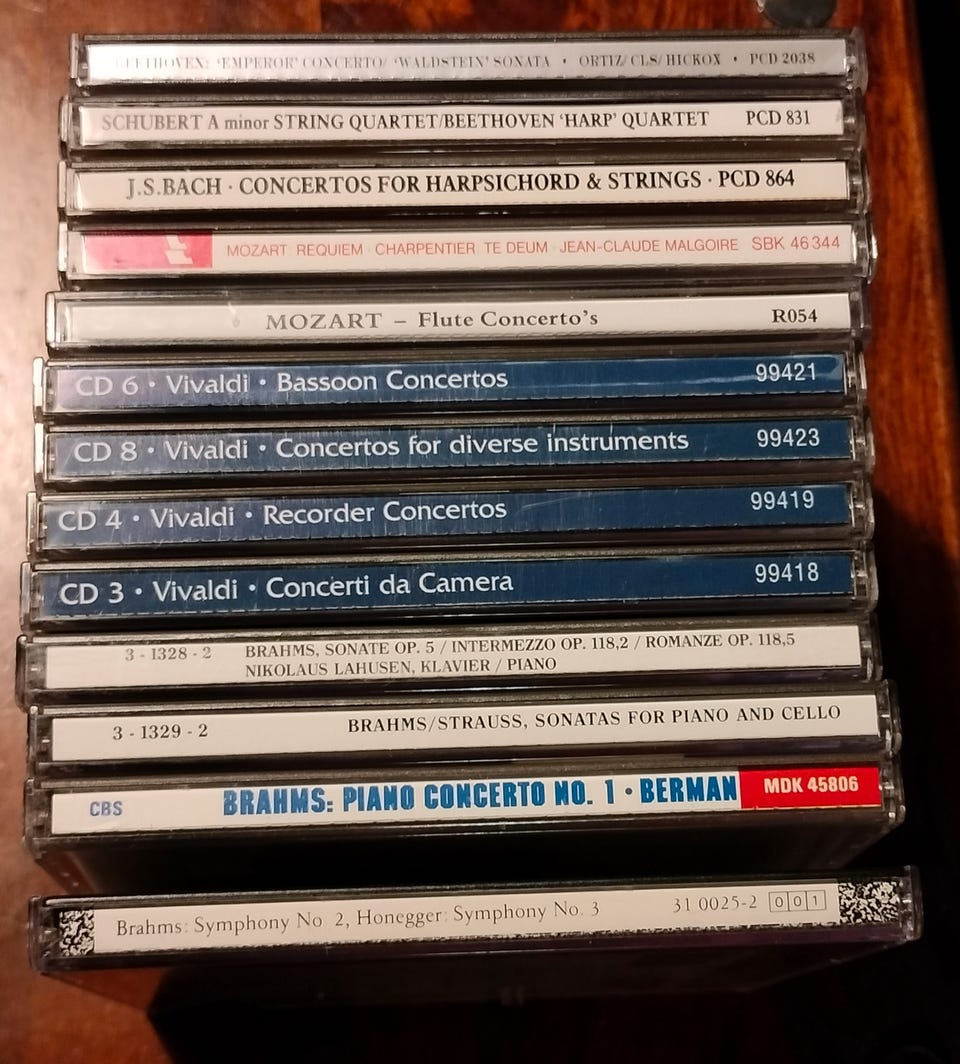 BEETHOVEN: 'EMPEROR' CONCERTO/ 'WALDSTEIN' SONATA • ORTIZ/ CLS/ HICKOX • PCD 2038
SCHUBERT A minor STRING QUARTET/BEETHOVEN 'HARP' QUARTET PCD 831
J.S.BACH · CONCERTOS FOR HARPSICHORD & STRINGS · PCD 864
MOZART REQUIEM · CHARPENTIER TE DEUM · JEAN-CLAUDE MALGOIRE SBK 46 344
MOZART – Flute Concerto's R054
CD 6 • Vivaldi • Bassoon Concertos 99421
CD 8 • Vivaldi • Concertos for diverse instruments 99423
CD 4 • Vivaldi • Recorder Concertos 99419
CD 3 • Vivaldi • Concerti da Camera 99418
3 - 1328 - 2 BRAHMS, SONATE OP. 5 / INTERMEZZO OP. 118,2 / ROMANZE OP. 118,5
NIKOLAUS LAHUSEN, KLAVIER / PIANO
3 - 1329 - 2 BRAHMS/STRAUSS, SONATAS FOR PIANO AND CELLO
CBS BRAHMS: PIANO CONCERTO NO. 1 • BERMAN MDK 45806
Brahms: Symphony No. 2, Honegger: Symphony No. 3 31 0025-2 001